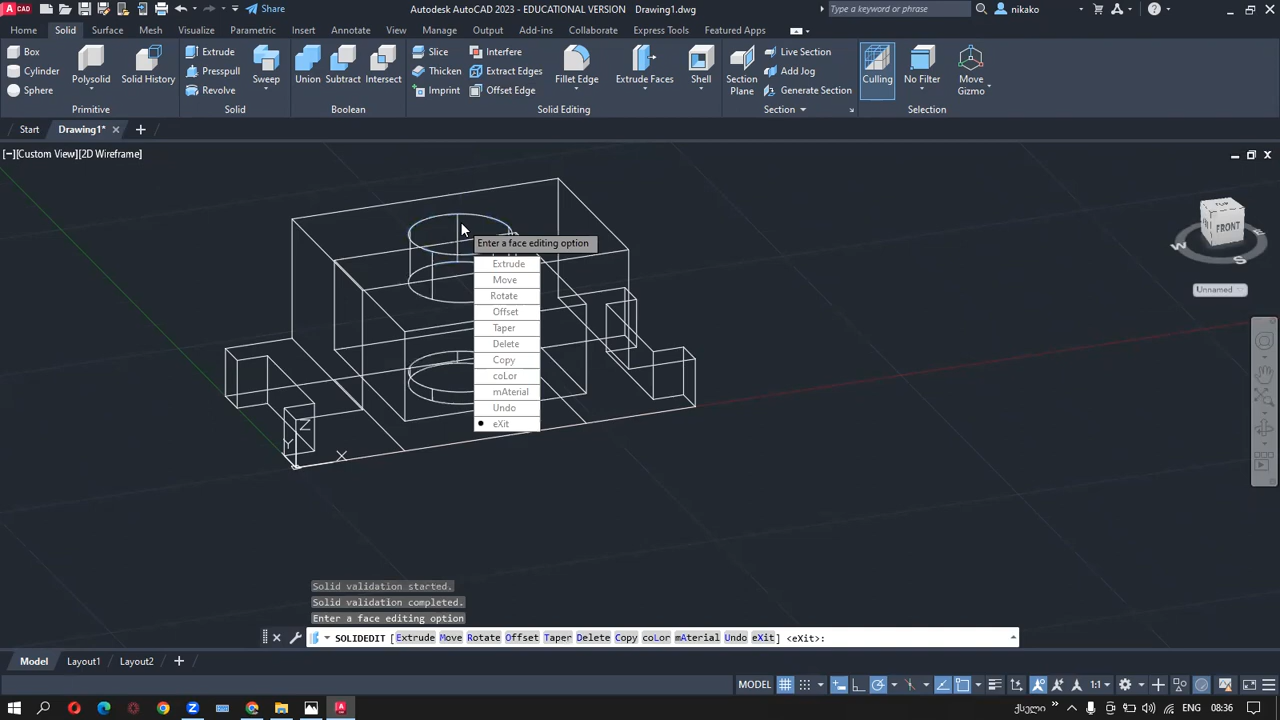 Share
Autodesk AutoCAD 2023 - EDUCATIONAL VERSION Drawing1.dwg
Type a keyword or phrase
nikako
Home
Solid
Surface
Mesh
Visualize
Parametric
Insert
Annotate
View
Manage
Output
Add-ins
Collaborate
Express Tools
Featured Apps
Box
Cylinder
Sphere
Polysolid
Solid History
Extrude
Presspull
Revolve
Sweep
Union
Subtract
Intersect
Slice
Thicken
Imprint
Interfere
Extract Edges
Offset Edge
Fillet Edge
Extrude Faces
Shell
Section
Plane
Live Section
Add Jog
Generate Section
Culling
No Filter
Move
Gizmo
Primitive
Solid
Boolean
Solid Editing
Section
Selection
Start
Drawing1*
[−][Custom View][2D Wireframe]
TOP
FRONT
W
S
Unnamed
Enter a face editing option
Extrude
Move
Rotate
Offset
Taper
Delete
Copy
coLor
mAterial
Undo
eXit
Z
Y
X
Solid validation started.
Solid validation completed.
Enter a face editing option
SOLIDEDIT [Extrude Move Rotate Offset Taper Delete Copy coLor mAterial Undo eXit] <eXit>:
Model
Layout1
Layout2
MODEL
1:1
ქსელი
ENG
08:36